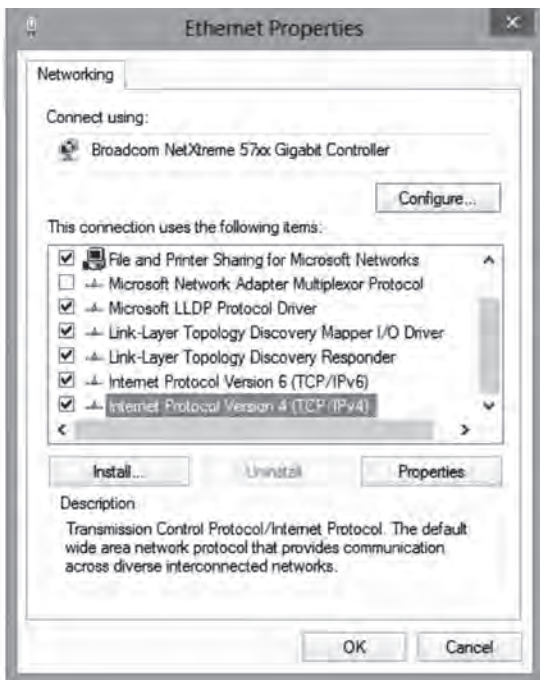 Ethernet Properties
Networking
Connect using:
Broadcom NetXtreme 57xx Gigabit Controller
Configure...
This connection uses the following items:
File and Printer Sharing for Microsoft Networks
Microsoft Network Adapter Multiplexor Protocol
Microsoft LLDP Protocol Driver
Link-Layer Topology Discovery Mapper I/O Driver
Link-Layer Topology Discovery Responder
Internet Protocol Version 6 (TCP/IPv6)
Internet Protocol Version 4 (TCP/IPv4)
Install...
Uninstall
Properties
Description
Transmission Control Protocol/Internet Protocol. The default
wide area network protocol that provides communication
across diverse interconnected networks.
OK
Cancel